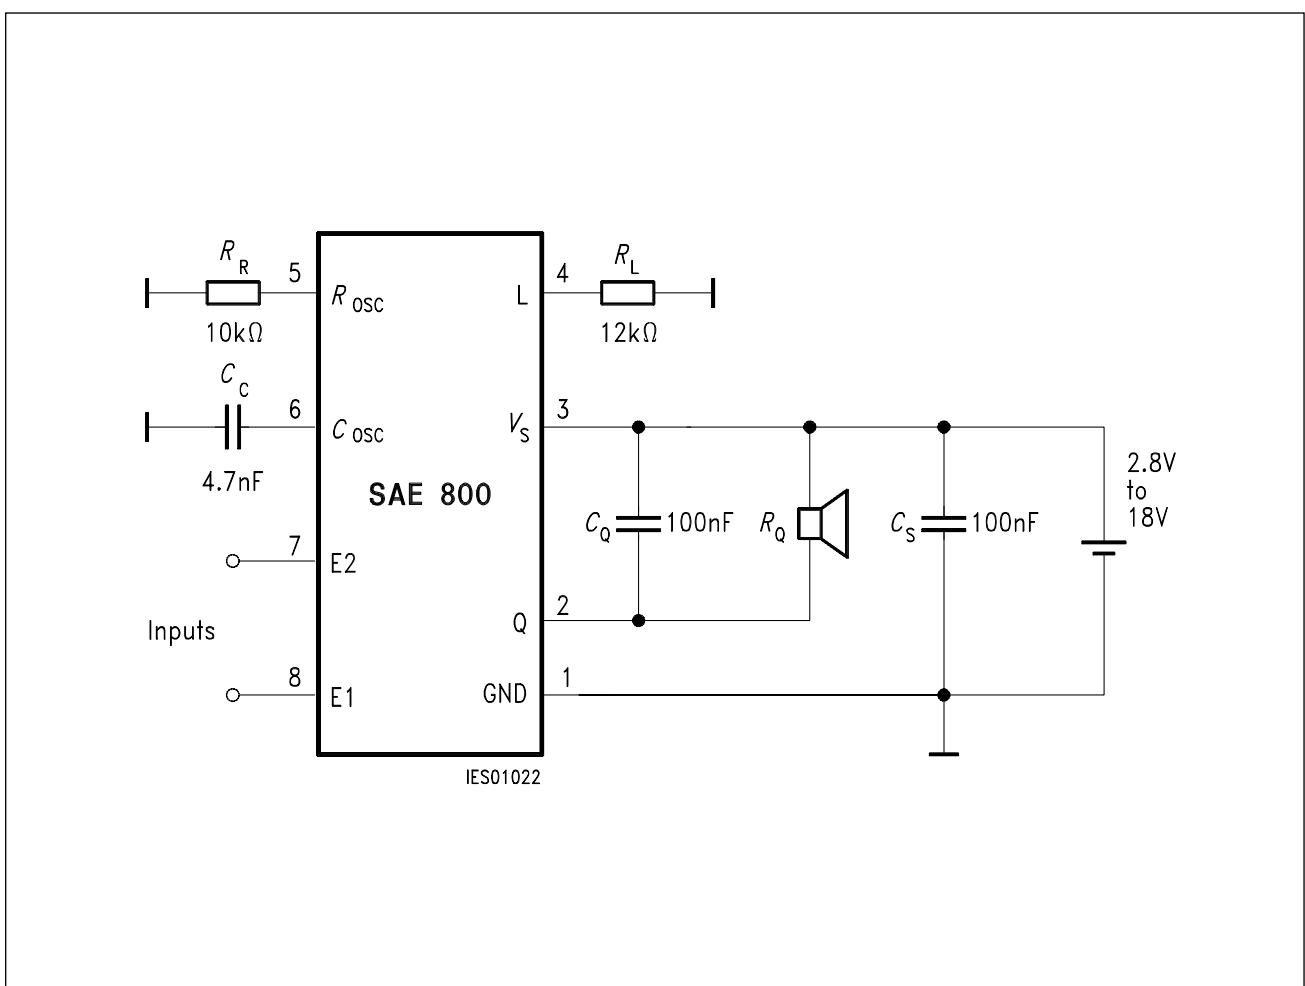 R R
5
R OSC
10kΩ
L
4
R L
12kΩ
C C
6
C OSC
4.7nF
V S
3
SAE 800
2.8V
to
18V
C Q
100nF
R Q
C S
100nF
7
E2
Q
2
Inputs
8
E1
GND
1
IES01022